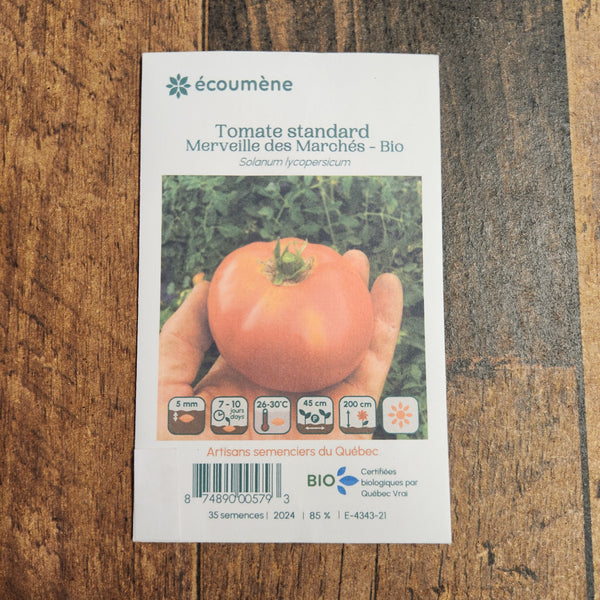 écoumène
Tomate standard
Merveille des Marchés - Bio
Solanum lycopersicum
5 mm
7 - 10
jours
days
26-30°C
45 cm
200 cm
P
Artisans semenciers du Québec
8 74890 00579 3
BIO
Certifiées
biologiques par
Québec Vrai
35 semences | 2024 | 85 % | E-4343-21